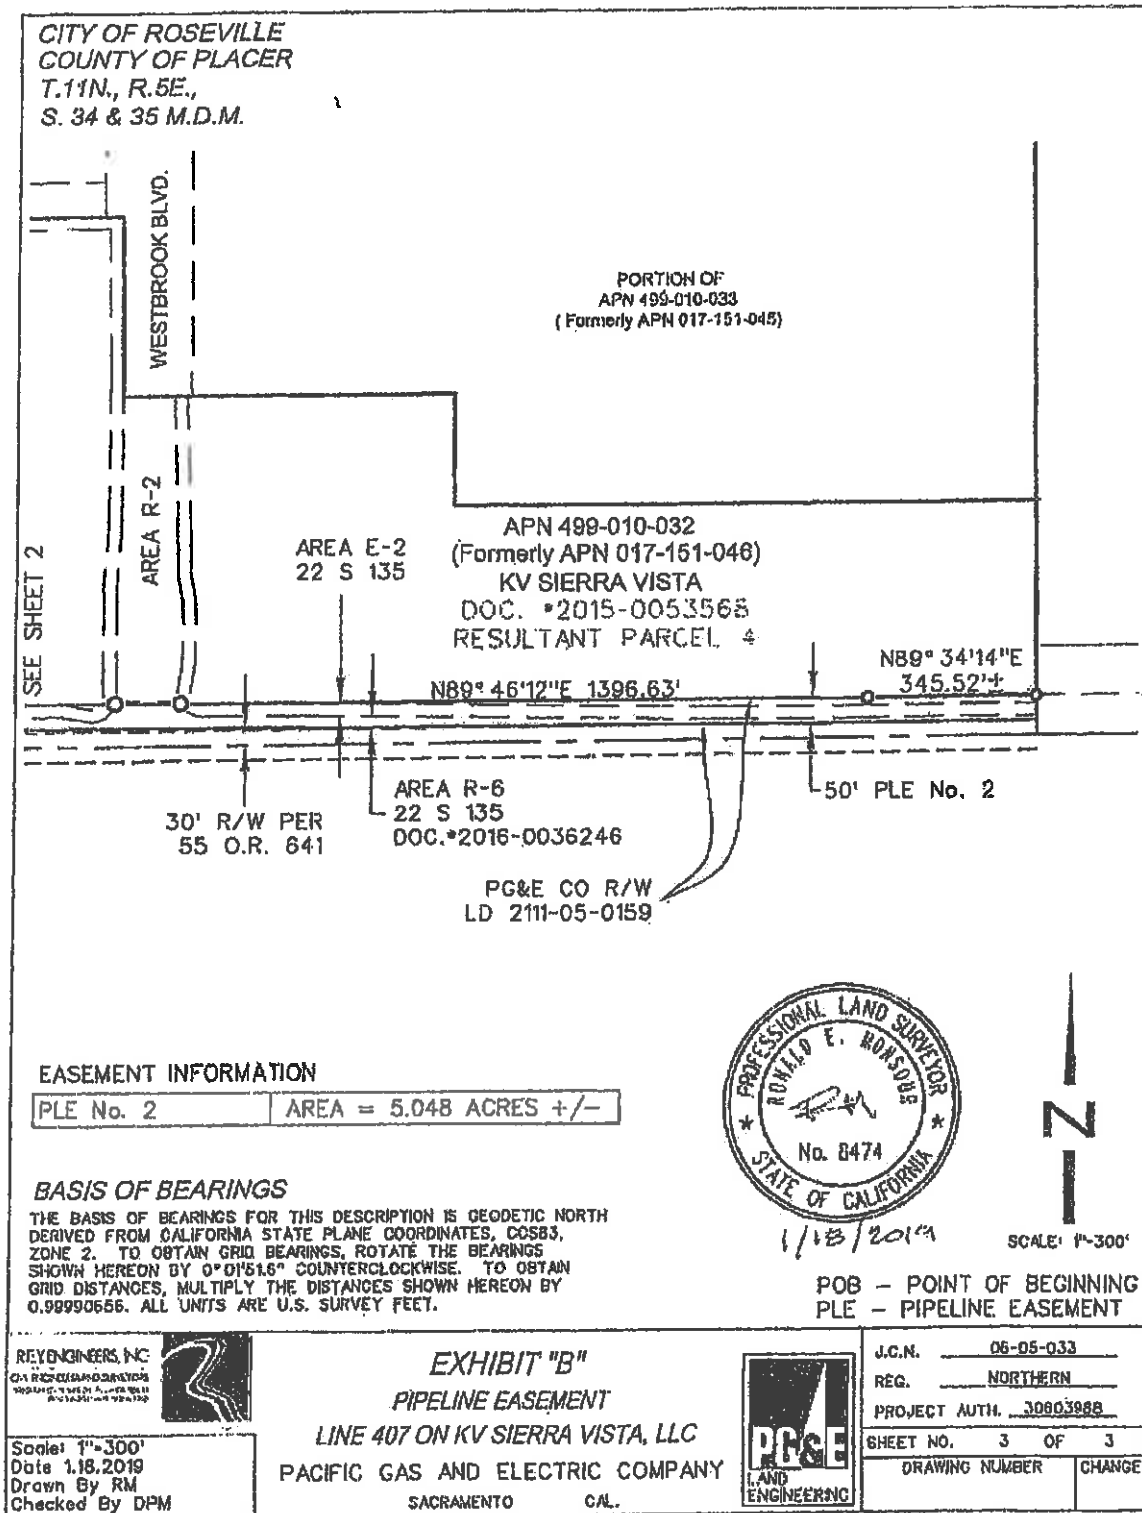 CITY OF ROSEVILLE
COUNTY OF PLACER
T.11N., R.5E.,
S. 34 & 35 M.D.M.
WESTBROOK BLVD.
PORTION OF
APN 499-010-033
( Formerly APN 017-151-045)
AREA R-2
SEE SHEET 2
AREA E-2
22 S 135
APN 499-010-032
(Formerly APN 017-151-046)
KV SIERRA VISTA
DOC. #2015-0053568
RESULTANT PARCEL 4
N89° 46'12"E 1396.63'
N89° 34'14"E
345.52'±
30' R/W PER
55 O.R. 641
AREA R-6
22 S 135
DOC.#2016-0036246
50' PLE No. 2
PG&E CO R/W
LD 2111-05-0159
EASEMENT INFORMATION
PLE No. 2 AREA = 5.048 ACRES +/-
PROFESSIONAL LAND SURVEYOR
RONALD E.
No. 8474
STATE OF CALIFORNIA
1/18/2019
N
SCALE: 1"-300'
BASIS OF BEARINGS
THE BASIS OF BEARINGS FOR THIS DESCRIPTION IS GEODETIC NORTH
DERIVED FROM CALIFORNIA STATE PLANE COORDINATES, CCS83,
ZONE 2. TO OBTAIN GRID BEARINGS, ROTATE THE BEARINGS
SHOWN HEREON BY 0°01'51.6" COUNTERCLOCKWISE. TO OBTAIN
GRID DISTANCES, MULTIPLY THE DISTANCES SHOWN HEREON BY
0.99990656. ALL UNITS ARE U.S. SURVEY FEET.
POB - POINT OF BEGINNING
PLE - PIPELINE EASEMENT
REY ENGINEERS, INC
Scale: 1"-300'
Date 1.18.2019
Drawn By RM
Checked By DPM
EXHIBIT "B"
PIPELINE EASEMENT
LINE 407 ON KV SIERRA VISTA, LLC
PACIFIC GAS AND ELECTRIC COMPANY
SACRAMENTO CAL.
PG&E
LAND
ENGINEERING
J.C.N. 06-05-033
REG. NORTHERN
PROJECT AUTH. 30803988
SHEET NO. 3 OF 3
DRAWING NUMBER CHANGE